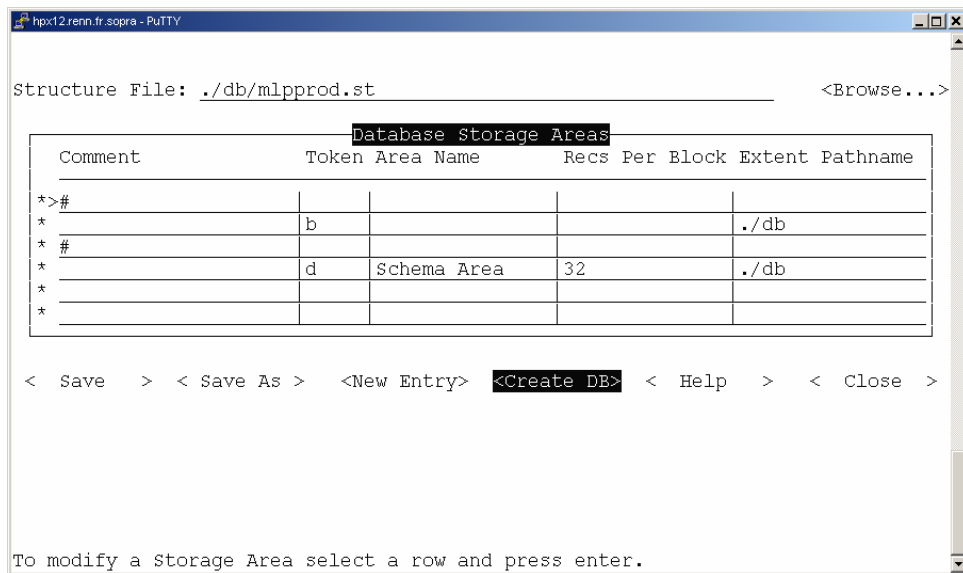 hpx12.renn.fr.sopra - PuTTY
Structure File: ./db/mlpprod.st <Browse...>
Database Storage Areas
Comment Token Area Name Recs Per Block Extent Pathname
*>#
* b ./db
* #
* d Schema Area 32 ./db
*
*
< Save > < Save As > <New Entry> <Create DB> < Help > < Close >
To modify a Storage Area select a row and press enter.